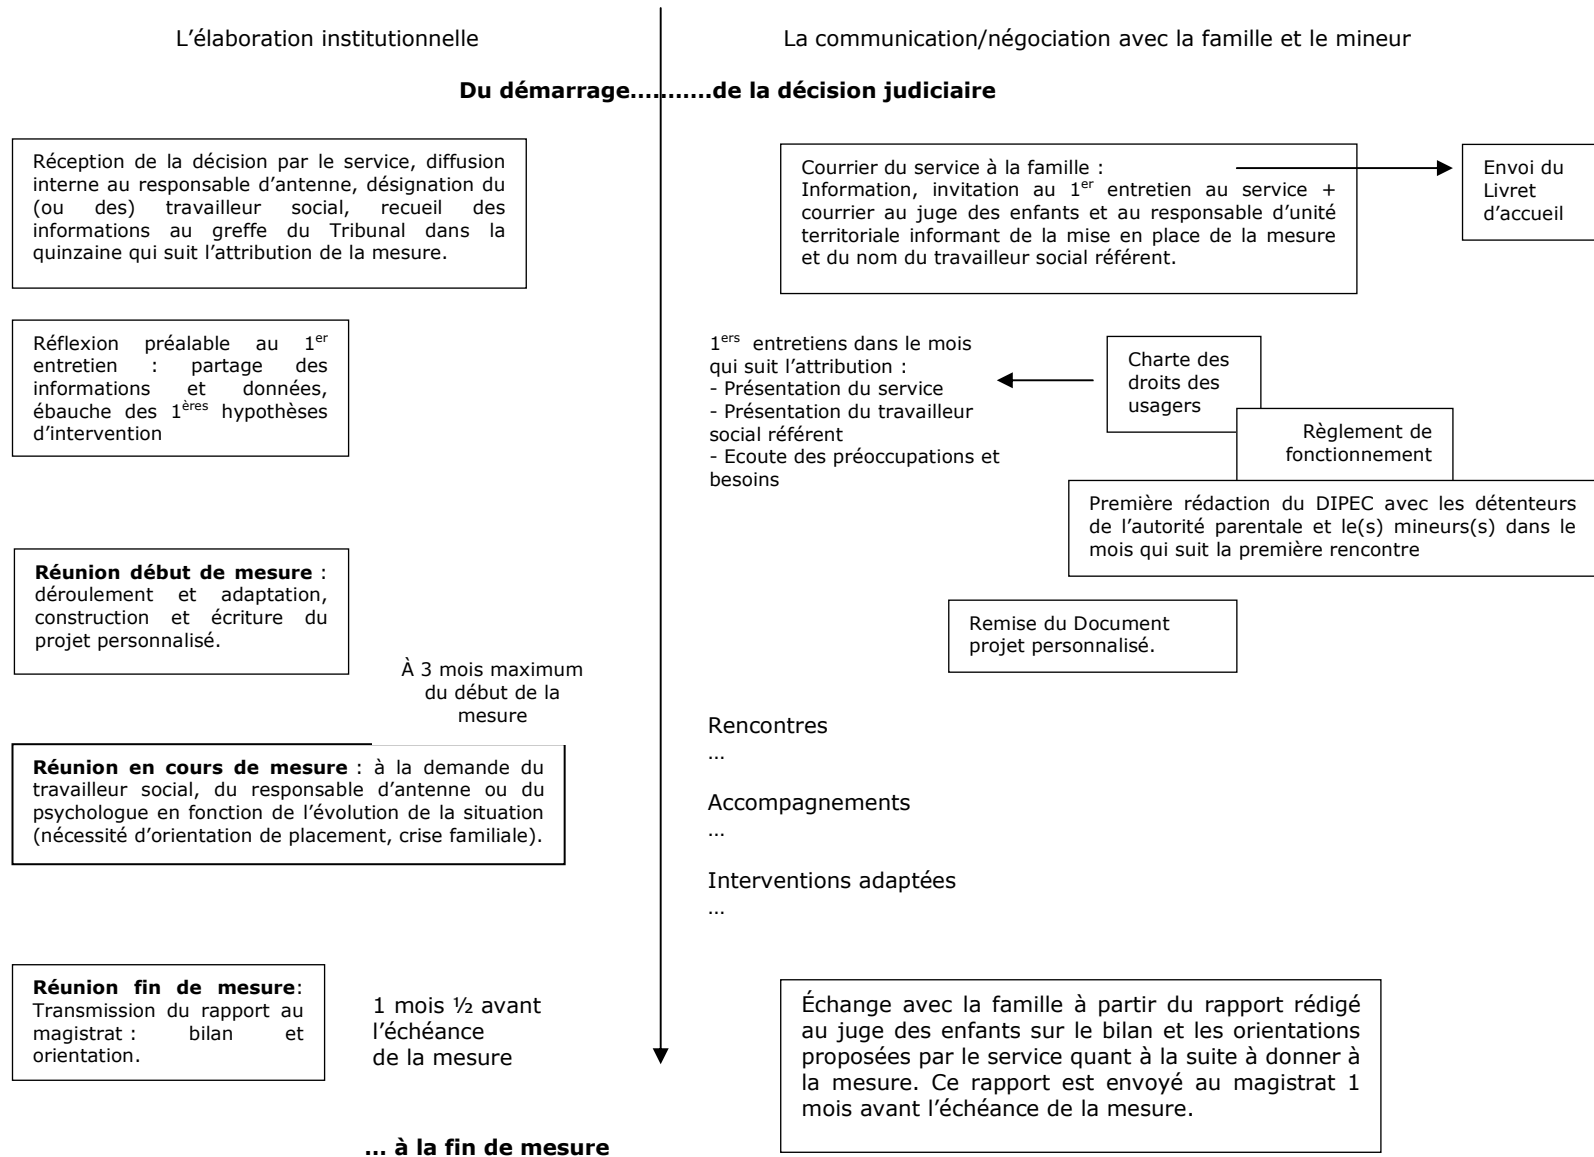 L’élaboration institutionnelle
La communication/négociation avec la famille et le mineur
Du démarrage...........de la décision judiciaire
Réception de la décision par le service, diffusion
interne au responsable d’antenne, désignation du
(ou des) travailleur social, recueil des
informations au greffe du Tribunal dans la
quinzaine qui suit l’attribution de la mesure.
Courrier du service à la famille :
Information, invitation au 1er entretien au service +
courrier au juge des enfants et au responsable d’unité
territoriale informant de la mise en place de la mesure
et du nom du travailleur social référent.
Envoi du
Livret
d’accueil
Réflexion préalable au 1er
entretien : partage des
informations et données,
ébauche des 1ères hypothèses
d’intervention
1ers entretiens dans le mois
qui suit l’attribution :
- Présentation du service
- Présentation du travailleur
social référent
- Ecoute des préoccupations et
besoins
Charte des
droits des
usagers
Règlement de
fonctionnement
Première rédaction du DIPEC avec les détenteurs
de l’autorité parentale et le(s) mineurs(s) dans le
mois qui suit la première rencontre
Réunion début de mesure :
déroulement et adaptation,
construction et écriture du
projet personnalisé.
Remise du Document
projet personnalisé.
À 3 mois maximum
du début de la
mesure
Réunion en cours de mesure : à la demande du
travailleur social, du responsable d’antenne ou du
psychologue en fonction de l’évolution de la situation
(nécessité d’orientation de placement, crise familiale).
Rencontres
…
Accompagnements
…
Interventions adaptées
…
Réunion fin de mesure:
Transmission du rapport au
magistrat : bilan et
orientation.
1 mois ½ avant
l’échéance
de la mesure
Échange avec la famille à partir du rapport rédigé
au juge des enfants sur le bilan et les orientations
proposées par le service quant à la suite à donner à
la mesure. Ce rapport est envoyé au magistrat 1
mois avant l’échéance de la mesure.
… à la fin de mesure